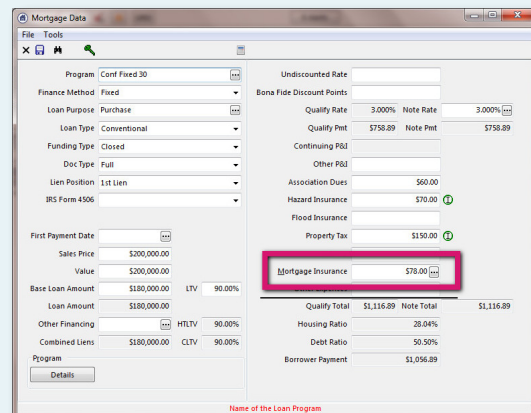 Mortgage Data
File Tools
Program Conf Fixed 30
Finance Method Fixed
Loan Purpose Purchase
Loan Type Conventional
Funding Type Closed
Doc Type Full
Lien Position 1st Lien
IRS Form 4506
First Payment Date
Sales Price $200,000.00
Value $200,000.00
Base Loan Amount $180,000.00 LTV 90.00%
Loan Amount $180,000.00
Other Financing HTLTV 90.00%
Combined Liens $180,000.00 CLTV 90.00%
Program
Details
Undiscounted Rate
Bona Fide Discount Points
Qualify Rate 3.000% Note Rate 3.000%
Qualify Pmt $758.89 Note Pmt $758.89
Continuing P&I
Other P&I
Association Dues $60.00
Hazard Insurance $70.00
Flood Insurance
Property Tax $150.00
Mortgage Insurance $78.00
Qualify Total $1,116.89 Note Total $1,116.89
Housing Ratio 28.04%
Debt Ratio 50.50%
Borrower Payment $1,056.89
Name of the Loan Program